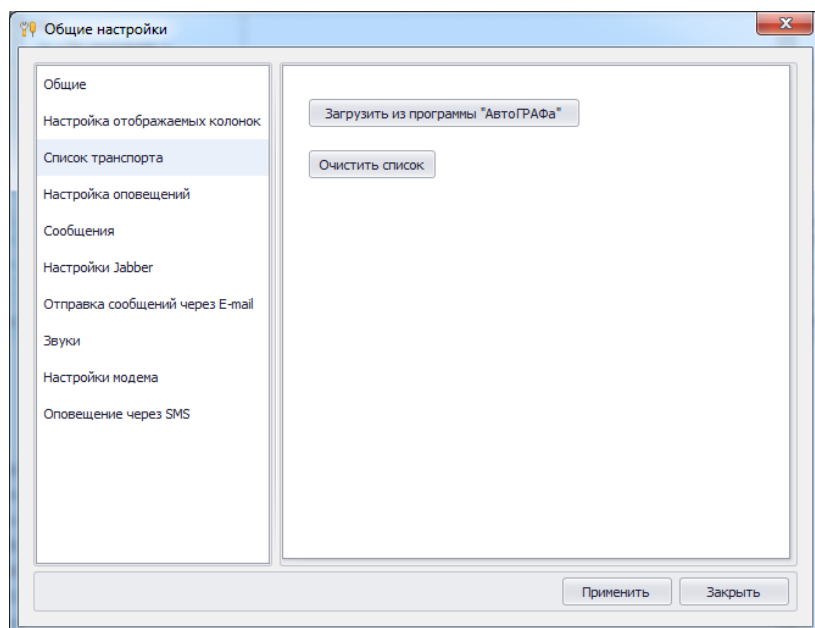 Общие настройки
Общие
Настройка отображаемых колонок
Список транспорта
Настройка оповещений
Сообщения
Настройки Jabber
Отправка сообщений через E-mail
Звуки
Настройки модема
Оповещение через SMS
Загрузить из программы "АвтоГРАФа"
Очистить список
Применить
Закрыть